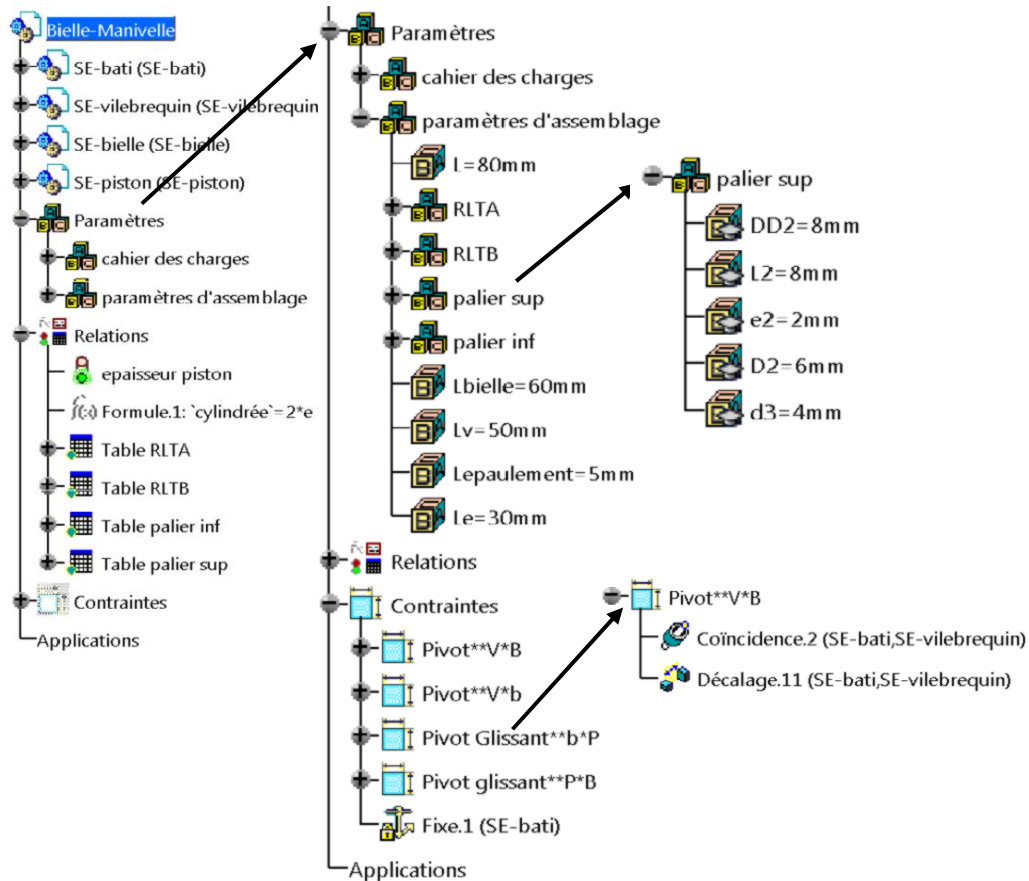 Bielle-Manivelle
SE-bati (SE-bati)
SE-vilebrequin (SE-vilebrequin
SE-bielle (SE-bielle)
SE-piston (SE-piston)
Paramètres
cahier des charges
paramètres d'assemblage
Relations
epaisseur piston
f(x) Formule.1: `cylindrée`=2*e
Table RLTA
Table RLTB
Table palier inf
Table palier sup
Contraintes
Applications
Paramètres
cahier des charges
paramètres d'assemblage
L=80mm
RLTA
RLTB
palier sup
palier inf
Lbielle=60mm
Lv=50mm
Lepaulement=5mm
Le=30mm
Relations
Contraintes
Pivot**V*B
Pivot**V*b
Pivot Glissant**b*P
Pivot glissant**P*B
Fixe.1 (SE-bati)
Applications
palier sup
DD2=8mm
L2=8mm
e2=2mm
D2=6mm
d3=4mm
Pivot**V*B
Coïncidence.2 (SE-bati,SE-vilebrequin)
Décalage.11 (SE-bati,SE-vilebrequin)